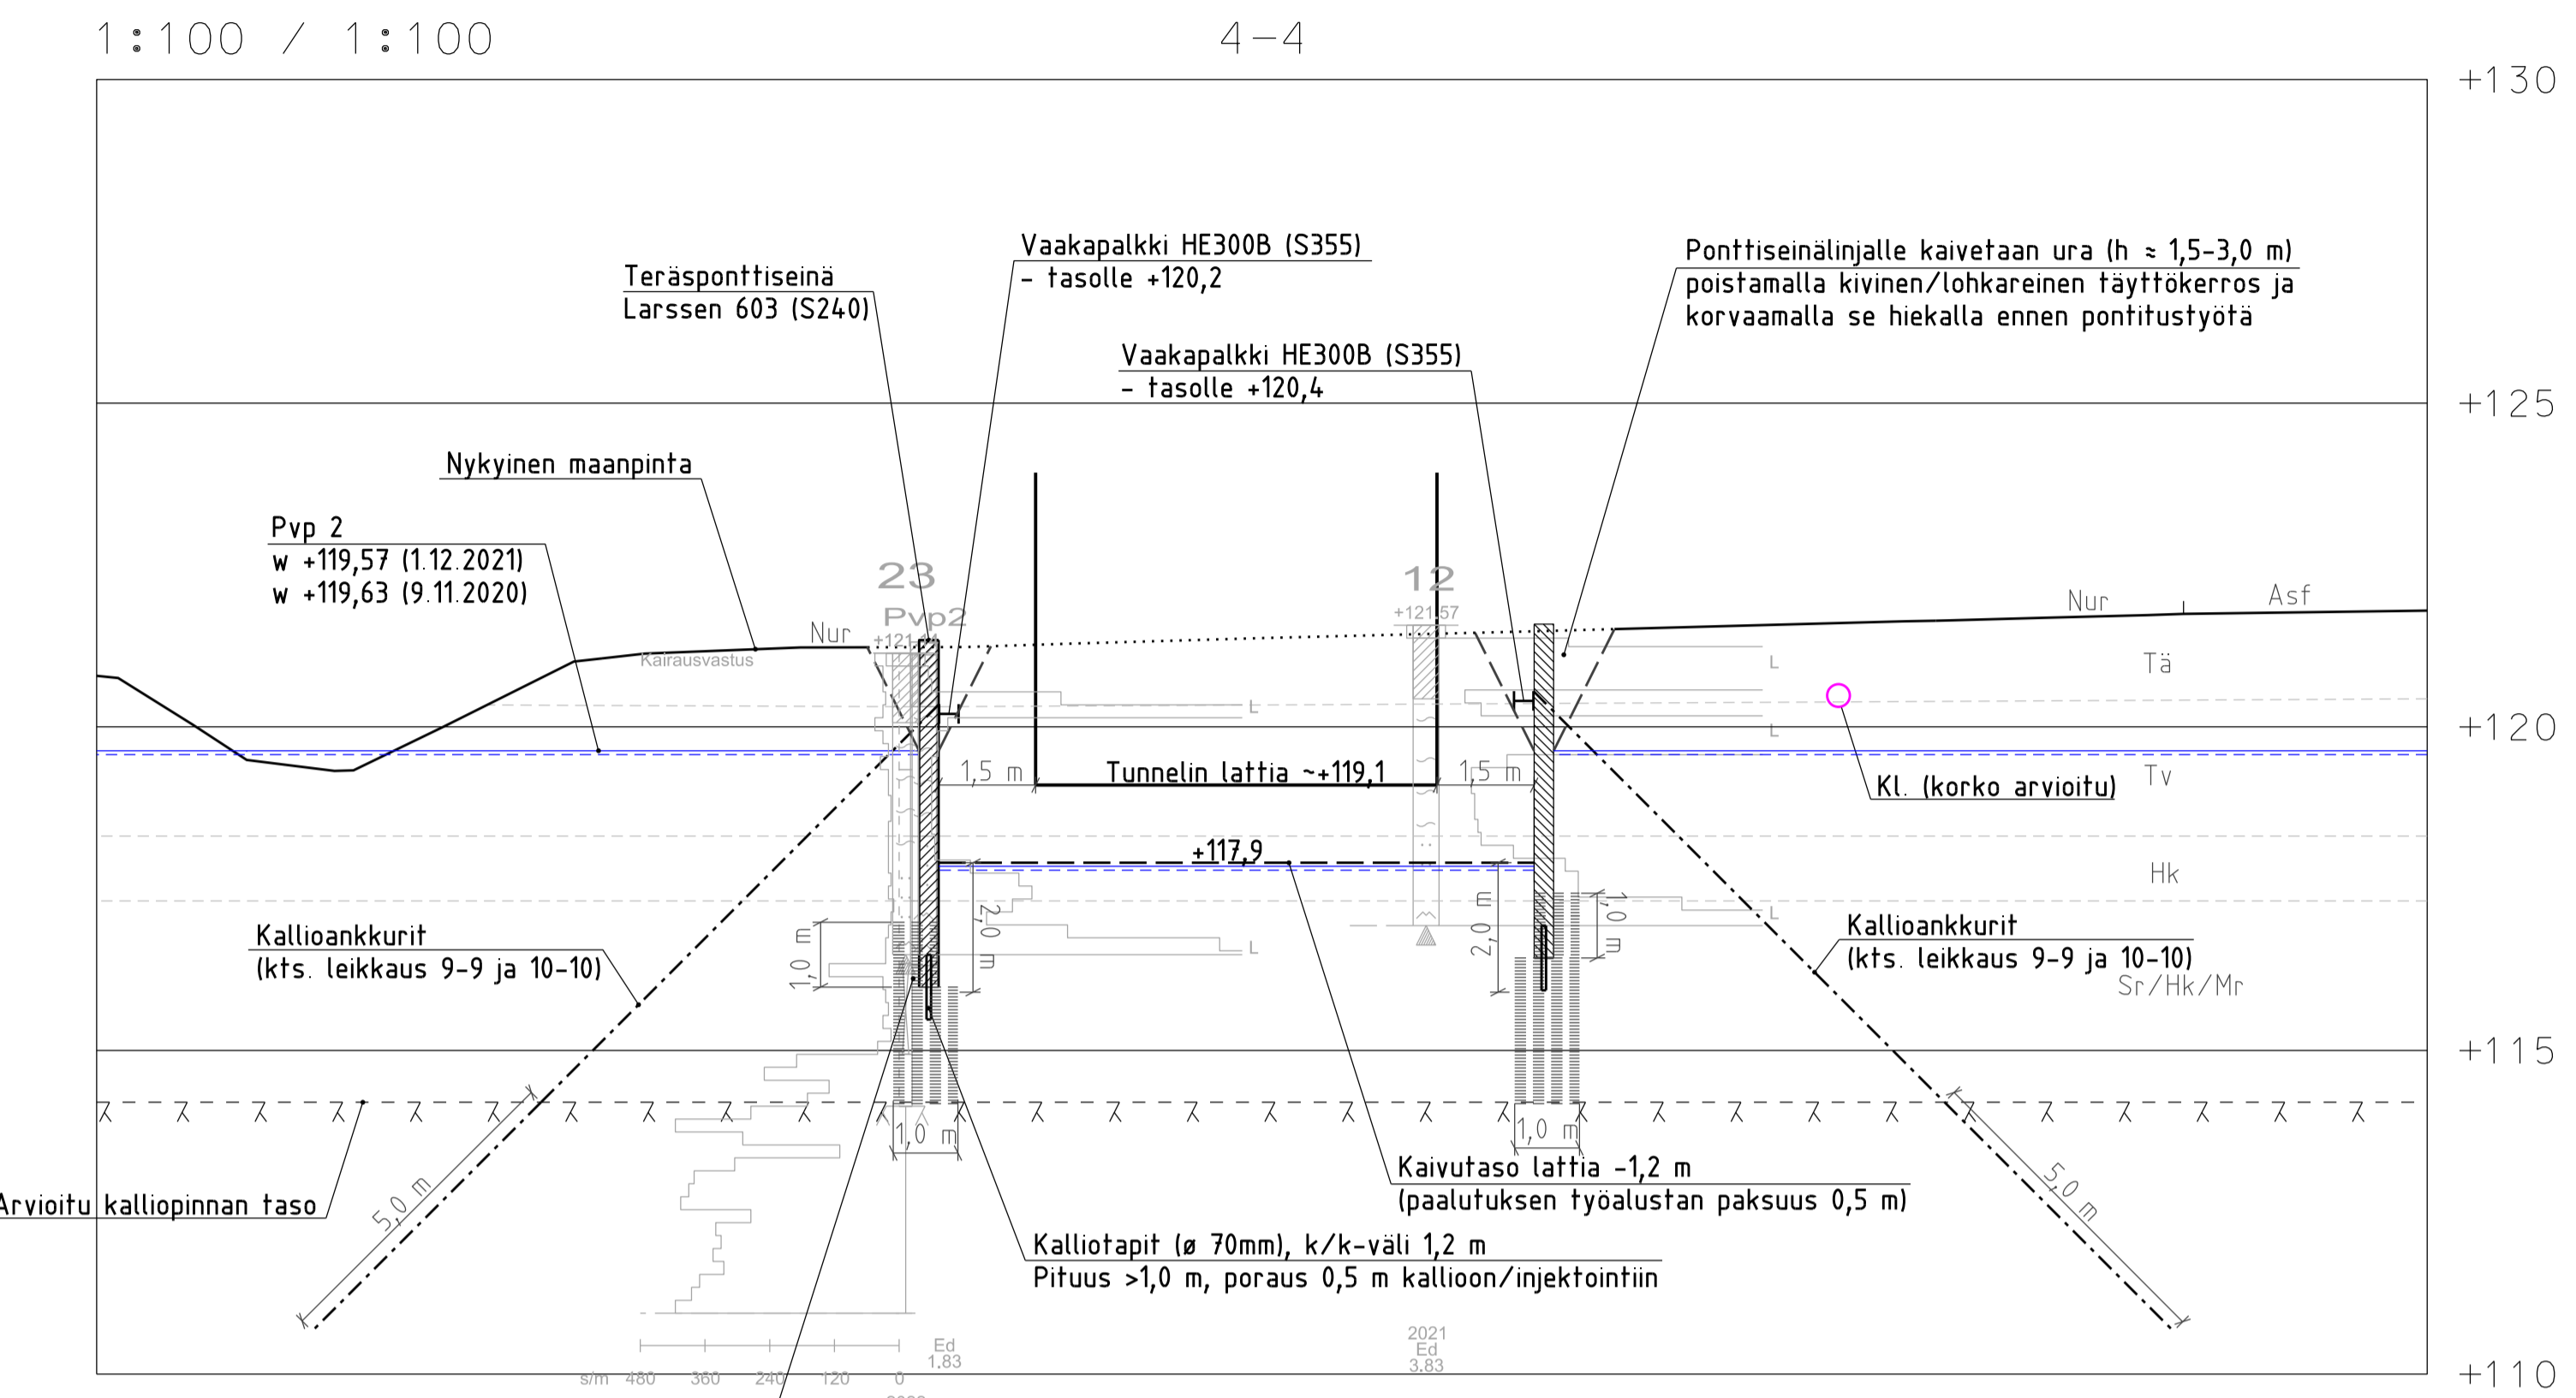 1:100 / 1:100
4-4
+130
+125
+120
+115
+110
Vaakapalkki HE300B (S355)
- tasolle +120,2
Teräsponttiseinä
Larssen 603 (S240)
Ponttiseinälinjalle kaivetaan ura (h ≈ 1,5-3,0 m)
poistamalla kivinen/lohkareinen täyttökerros ja
korvaamalla se hiekalla ennen pontitustyötä
Vaakapalkki HE300B (S355)
- tasolle +120,4
Nykyinen maanpinta
Pvp 2
w +119,57 (1.12.2021)
w +119,63 (9.11.2020)
23
Pvp2
12
+121,57
Nur
Kairausvastus
Nur
Asf
Tä
L
L
L
1,5 m
Tunnelin lattia ~+119,1
1,5 m
Kl. (korko arvioitu)
Tv
+117,9
Hk
2,0 m
1,0 m
2,0 m
1,0 m
L
L
Kallioankkurit
(kts. leikkaus 9-9 ja 10-10)
Kallioankkurit
(kts. leikkaus 9-9 ja 10-10)
Sr/Hk/Mr
1,0 m
1,0 m
Arvioitu kalliopinnan taso
5,0 m
5,0 m
Kaivutaso lattia -1,2 m
(paalutuksen työalustan paksuus 0,5 m)
Kalliotapit (ø 70mm), k/k-väli 1,2 m
Pituus >1,0 m, poraus 0,5 m kallioon/injektointiin
Ed
1.83
2021
Ed
3.83
s/m 480 360 240 120 0